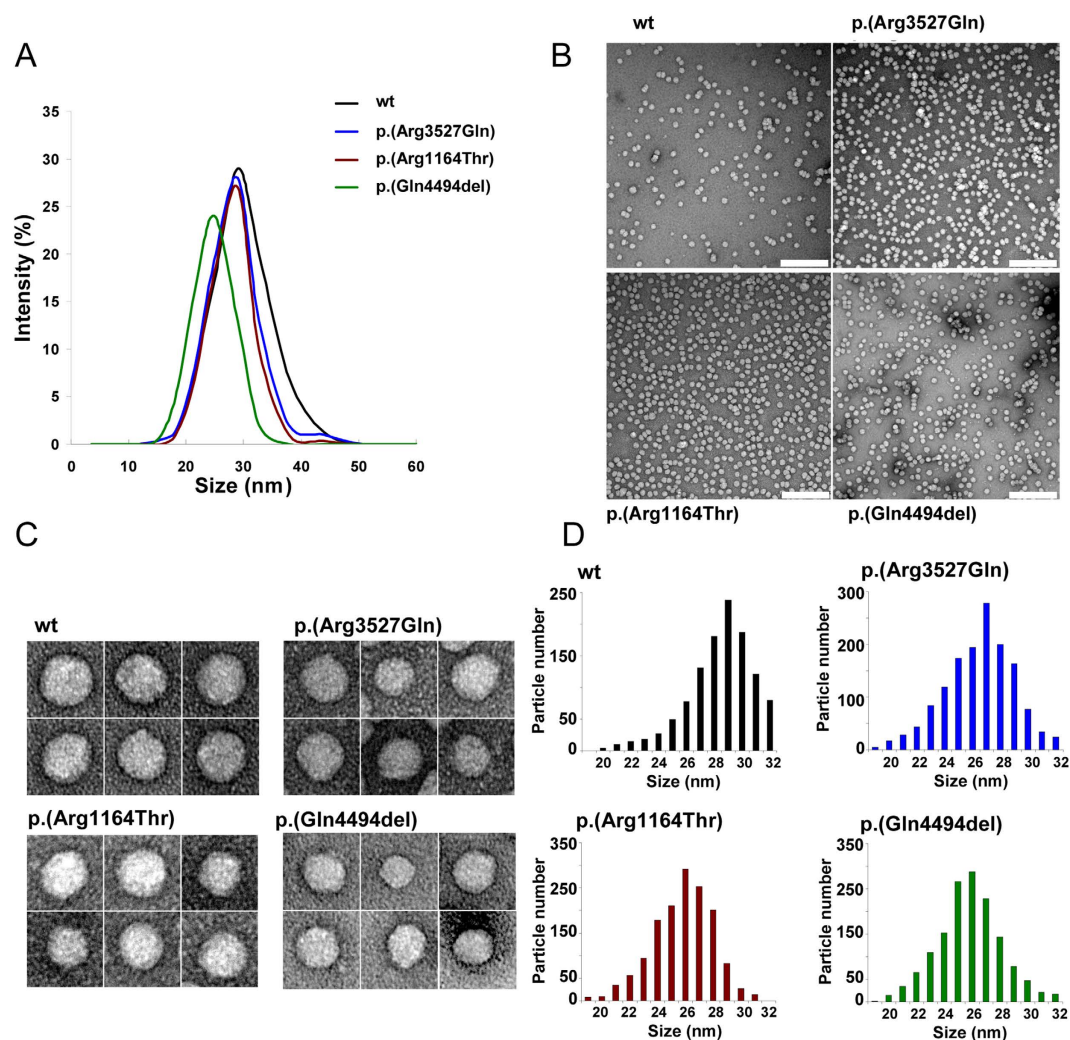 A
wt
p.(Arg3527Gln)
p.(Arg1164Thr)
p.(Gln4494del)
35
30
25
20
15
10
5
0
Intensity (%)
0 10 20 30 40 50 60
Size (nm)
B
wt p.(Arg3527Gln)
p.(Arg1164Thr) p.(Gln4494del)
C
wt
p.(Arg3527Gln)
p.(Arg1164Thr)
p.(Gln4494del)
D
wt
250
150
50
0
Particle number
20 22 24 26 28 30 32
Size (nm)
p.(Arg3527Gln)
300
200
100
0
Particle number
20 22 24 26 28 30 32
Size (nm)
p.(Arg1164Thr)
350
250
150
50
0
Particle number
20 22 24 26 28 30 32
Size (nm)
p.(Gln4494del)
350
250
150
50
0
Particle number
20 22 24 26 28 30 32
Size (nm)